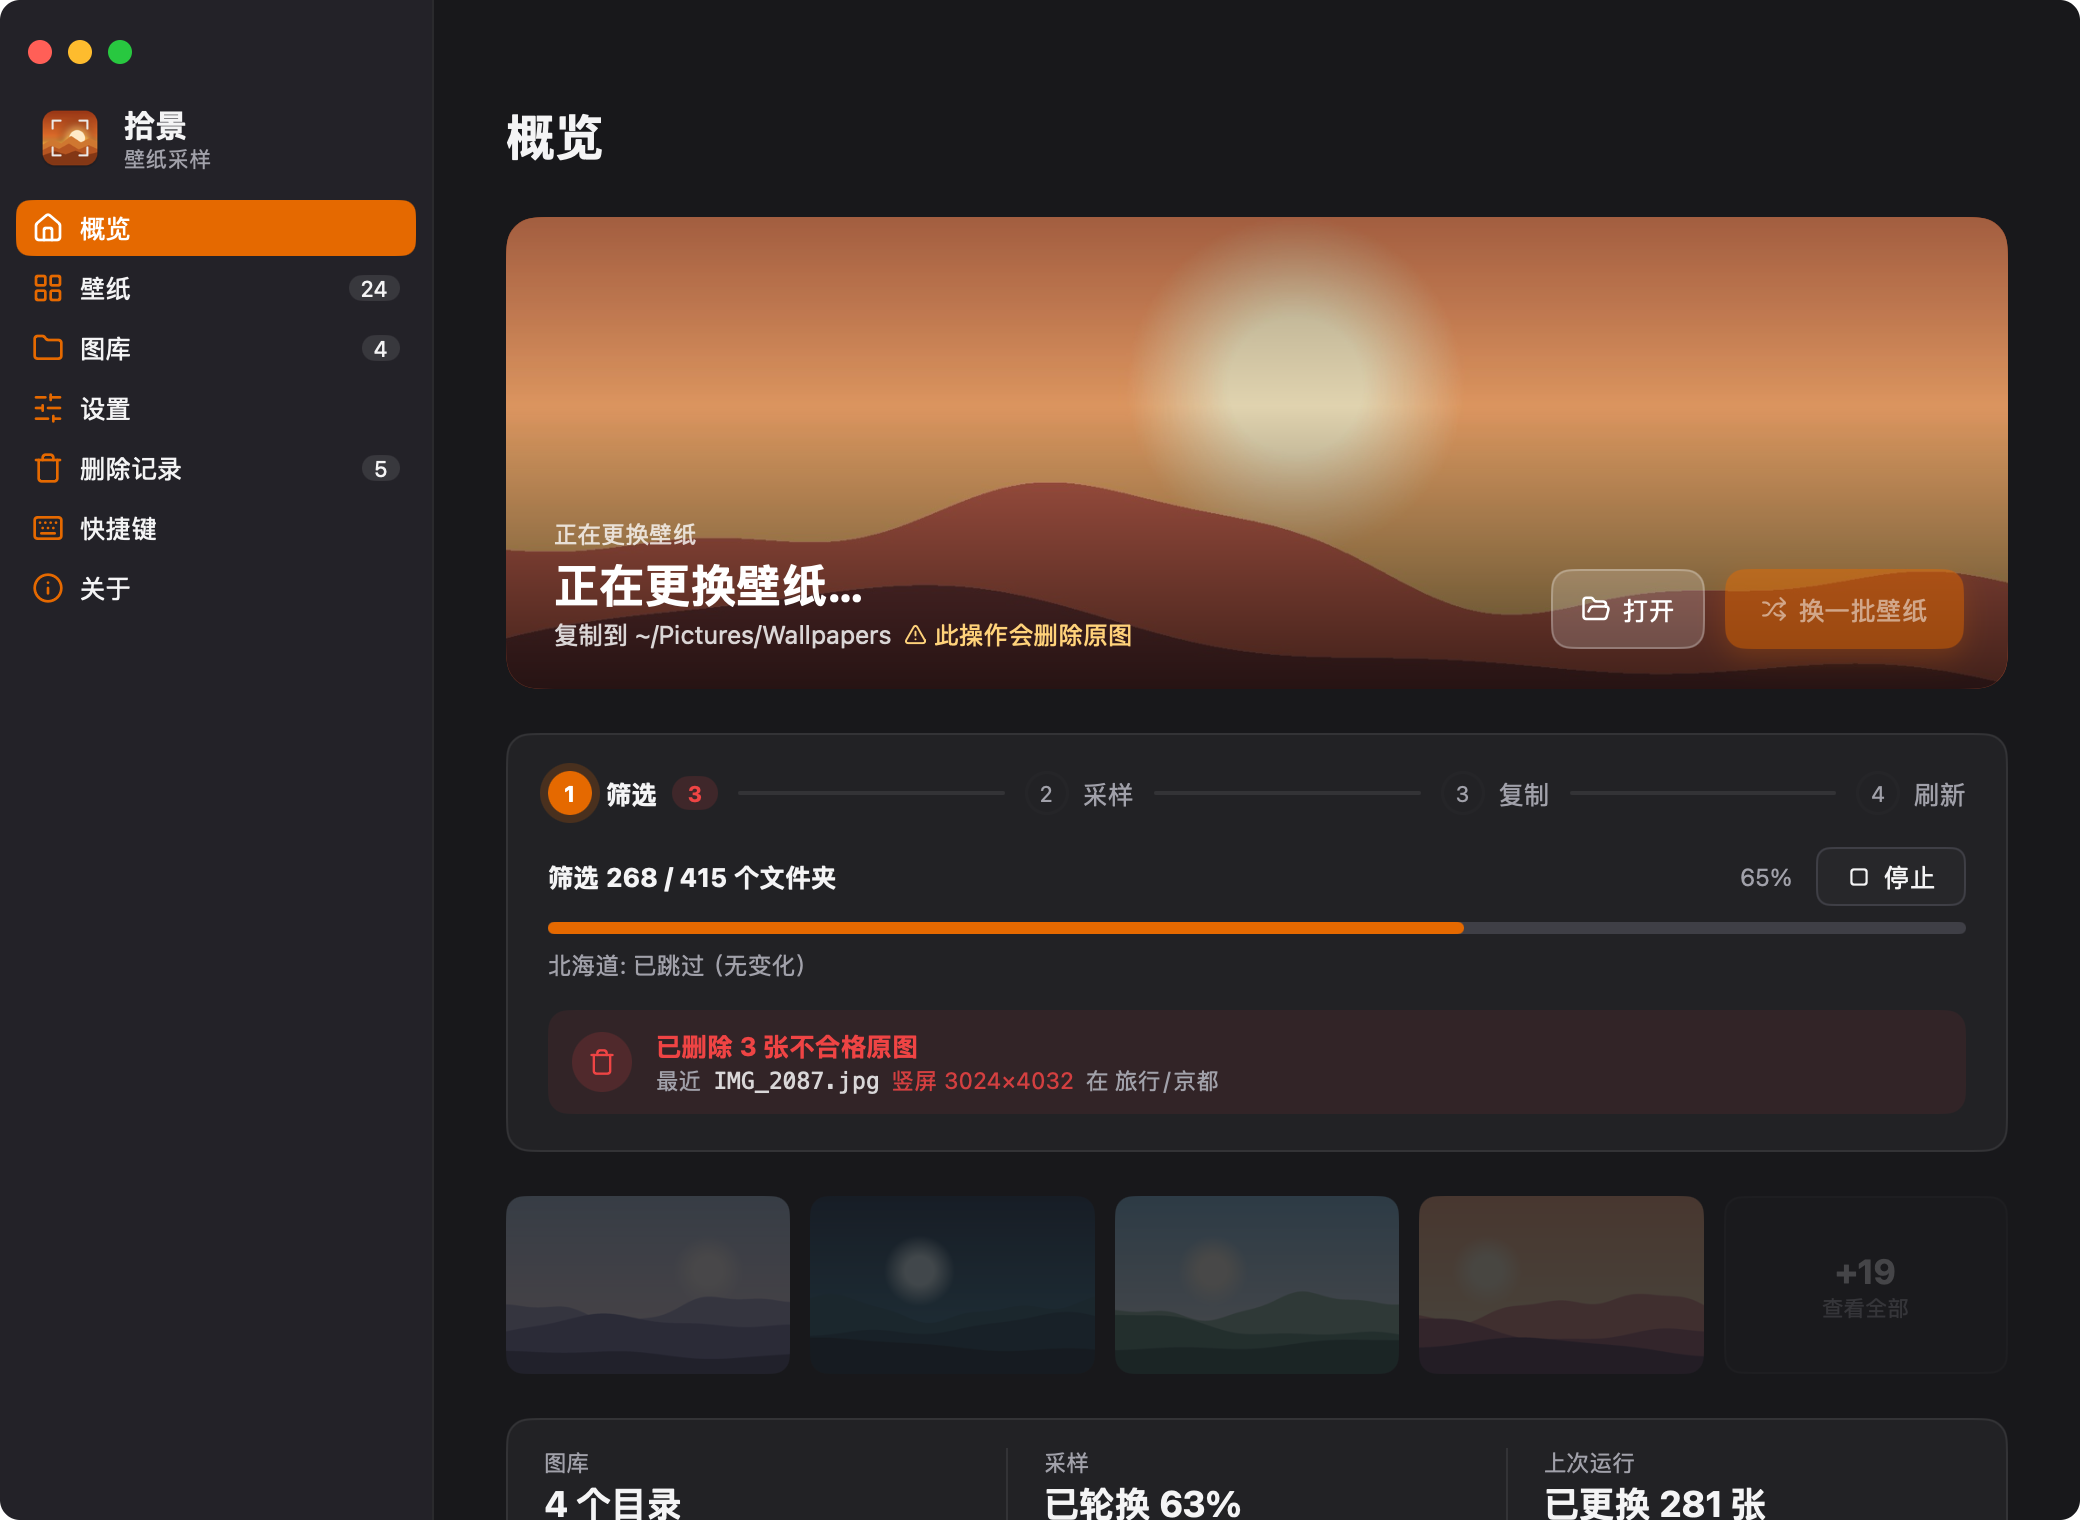 拾景
壁纸采样
概览
壁纸 24
图库 4
设置
删除记录 5
快捷键
关于
概览
正在更换壁纸
正在更换壁纸...
复制到 ~/Pictures/Wallpapers 此操作会删除原图
打开
换一批壁纸
1 筛选 3
2 采样
3 复制
4 刷新
筛选 268 / 415 个文件夹
65%
停止
北海道: 已跳过 (无变化)
已删除 3 张不合格原图
最近 IMG_2087.jpg 竖屏 3024×4032 在 旅行/京都
+19
查看全部
图库
4 个目录
采样
已轮换 63%
上次运行
已更换 281 张